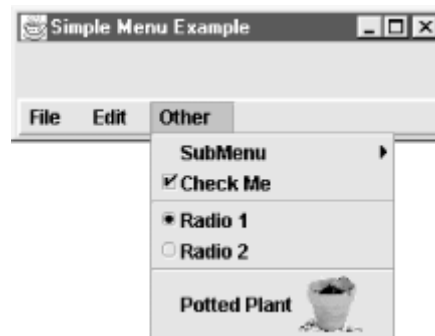 Simple Menu Example
File Edit Other
SubMenu
Check Me
Radio 1
Radio 2
Potted Plant